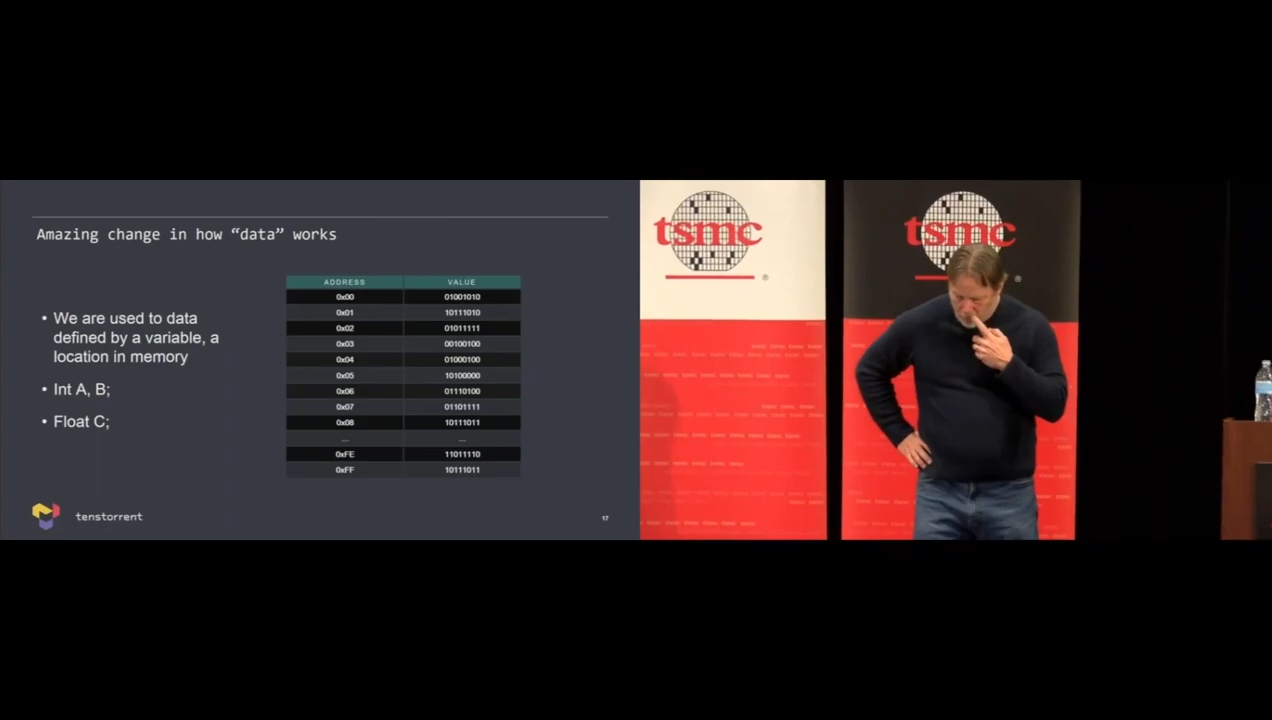 Amazing change in how “data” works
• We are used to data
defined by a variable, a
location in memory
• Int A, B;
• Float C;
ADDRESS VALUE
0x00 01001010
0x01 10111010
0x02 01011111
0x03 00100100
0x04 01000100
0x05 10100000
0x06 01110100
0x07 01101111
0x08 10111011
... ...
0xFE 11011110
0xFF 10111011
tenstorrent
17
tsmc
®
tsmc
®